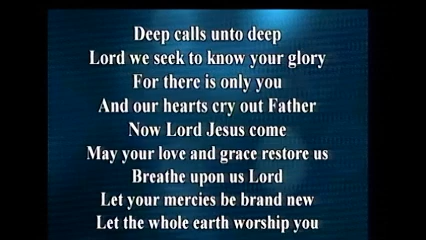 Deep calls unto deep
Lord we seek to know your glory
For there is only you
And our hearts cry out Father
Now Lord Jesus come
May your love and grace restore us
Breathe upon us Lord
Let your mercies be brand new
Let the whole earth worship you